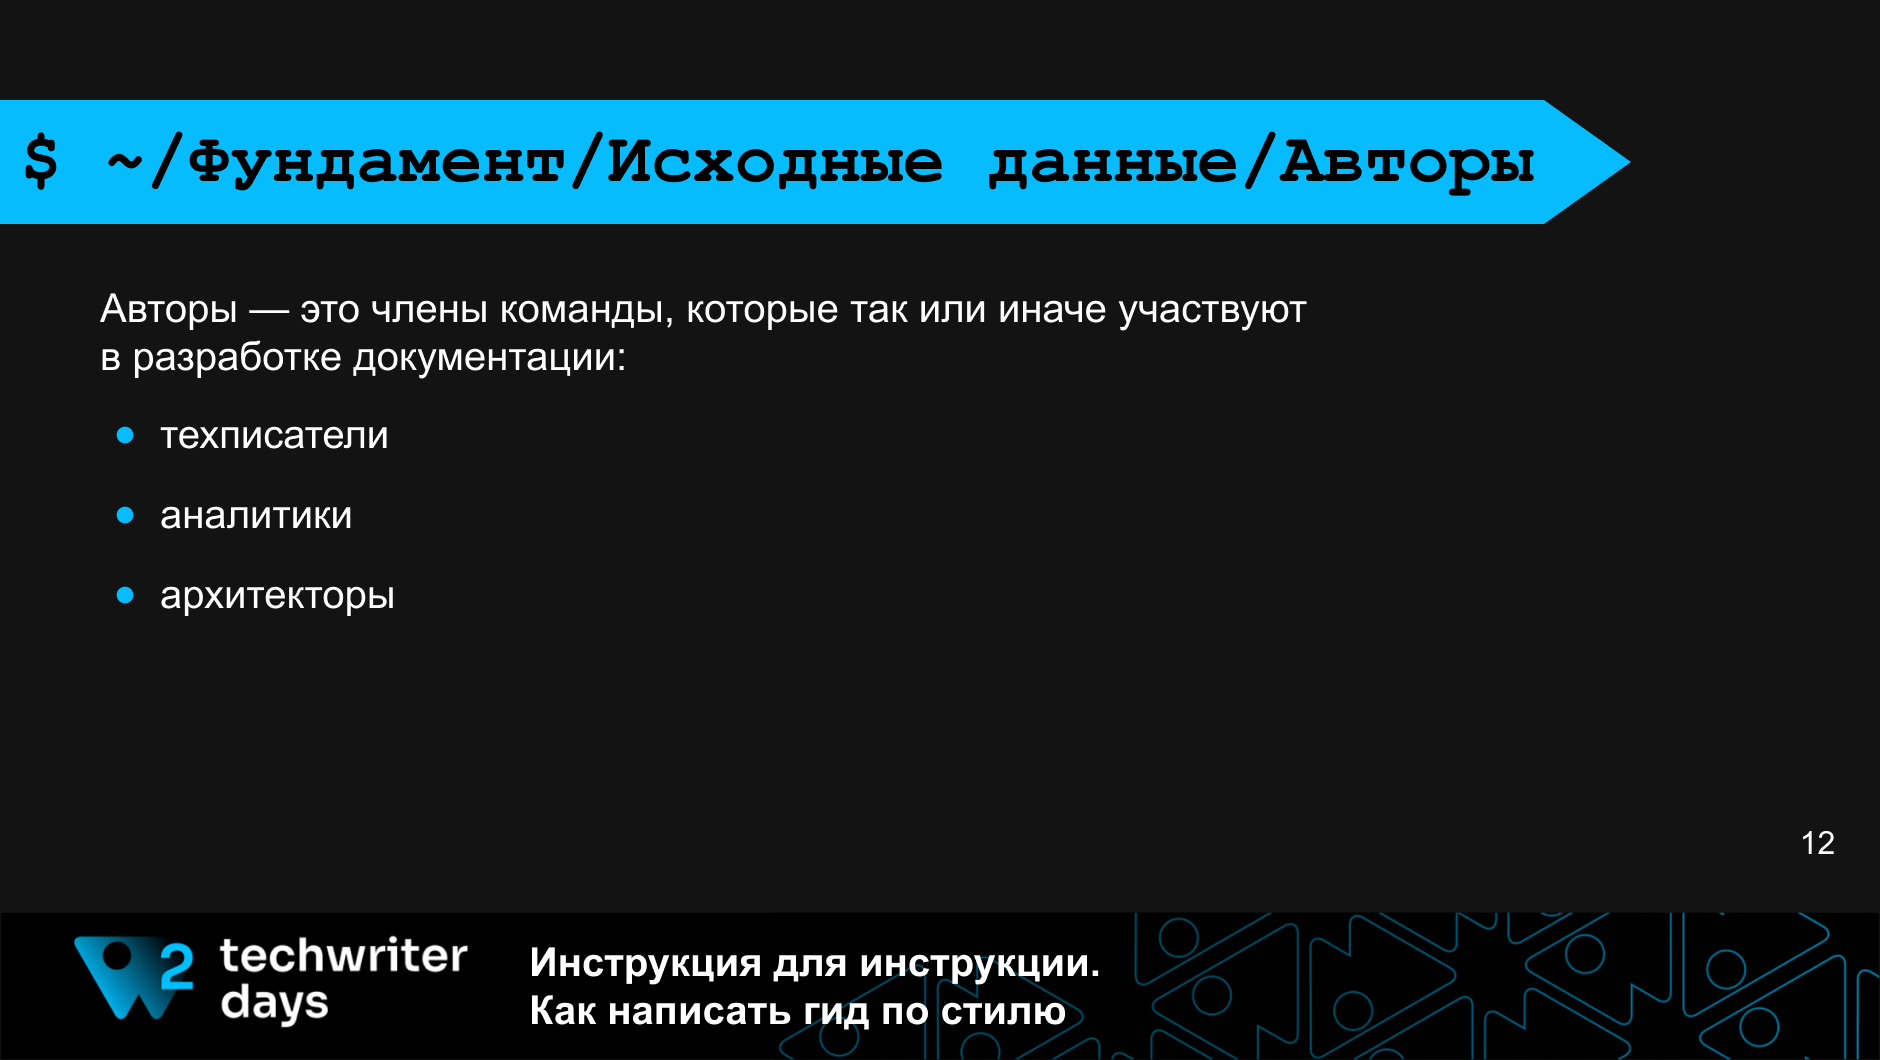 $ ~/Фундамент/Исходные данные/Авторы
Авторы — это члены команды, которые так или иначе участвуют
в разработке документации:
● техписатели
● аналитики
● архитекторы
12
2
techwriter
days
Инструкция для инструкции.
Как написать гид по стилю